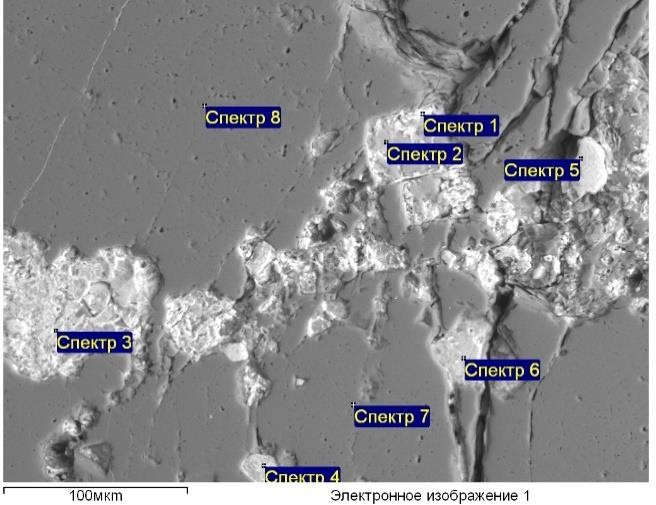 Спектр 8
Спектр 1
Спектр 2
Спектр 5
Спектр 3
Спектр 6
Спектр 7
Спектр 4
100мкm
Электронное изображение 1